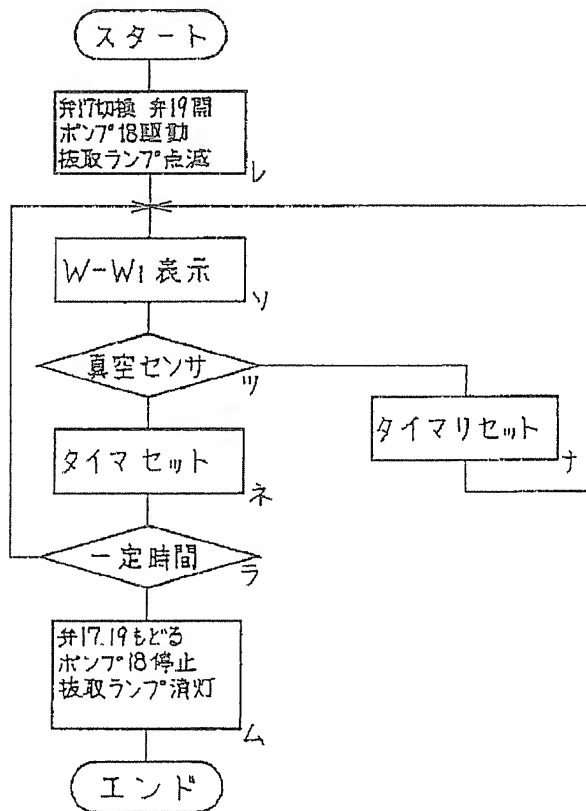 スタート
弁17切換 弁19開
ポンプ18駆動
抜取ランプ点滅
レ
W-W1表示
ソ
真空センサ
ツ
タイマリセット
ナ
タイマセット
ネ
一定時間
ラ
弁17.19もどる
ポンプ18停止
抜取ランプ消灯
ム
エンド